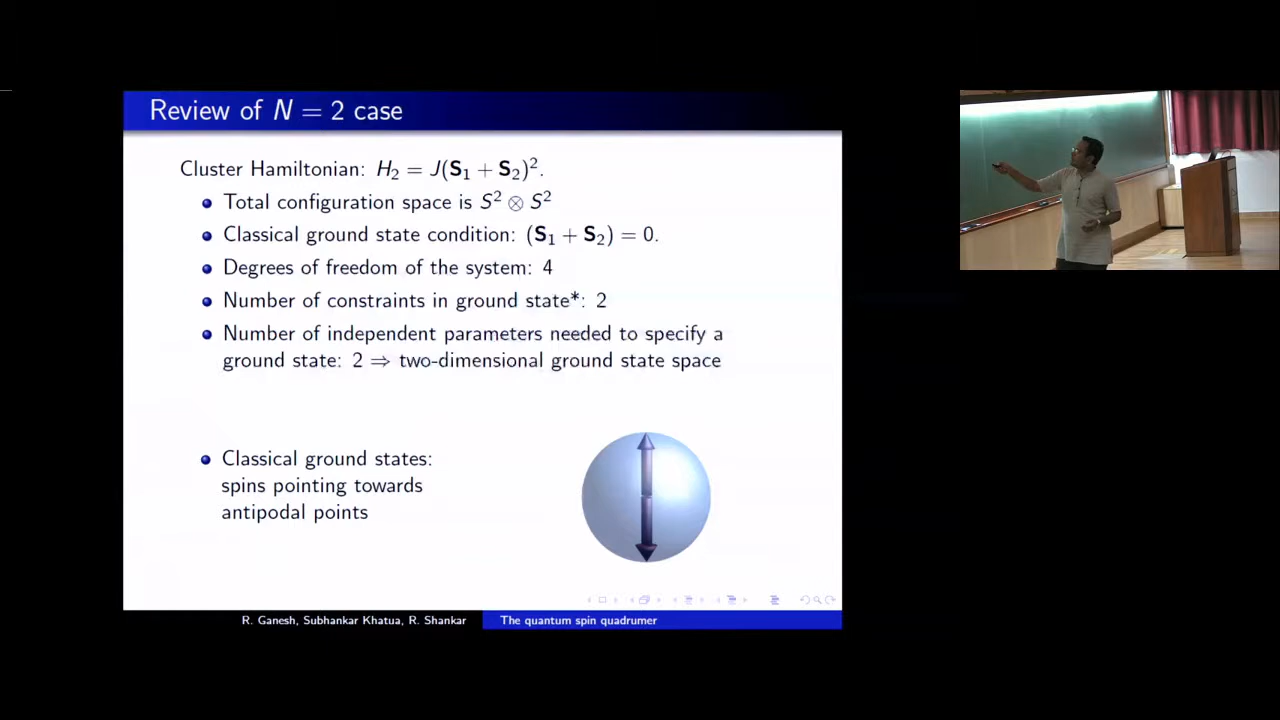 Review of N = 2 case
Cluster Hamiltonian: H₂ = J(S₁ + S₂)².
Total configuration space is S² ⊗ S²
Classical ground state condition: (S₁ + S₂) = 0.
Degrees of freedom of the system: 4
Number of constraints in ground state*: 2
Number of independent parameters needed to specify a
ground state: 2 ⇒ two-dimensional ground state space
Classical ground states:
spins pointing towards
antipodal points
R. Ganesh, Subhankar Khatua, R. Shankar
The quantum spin quadrumer